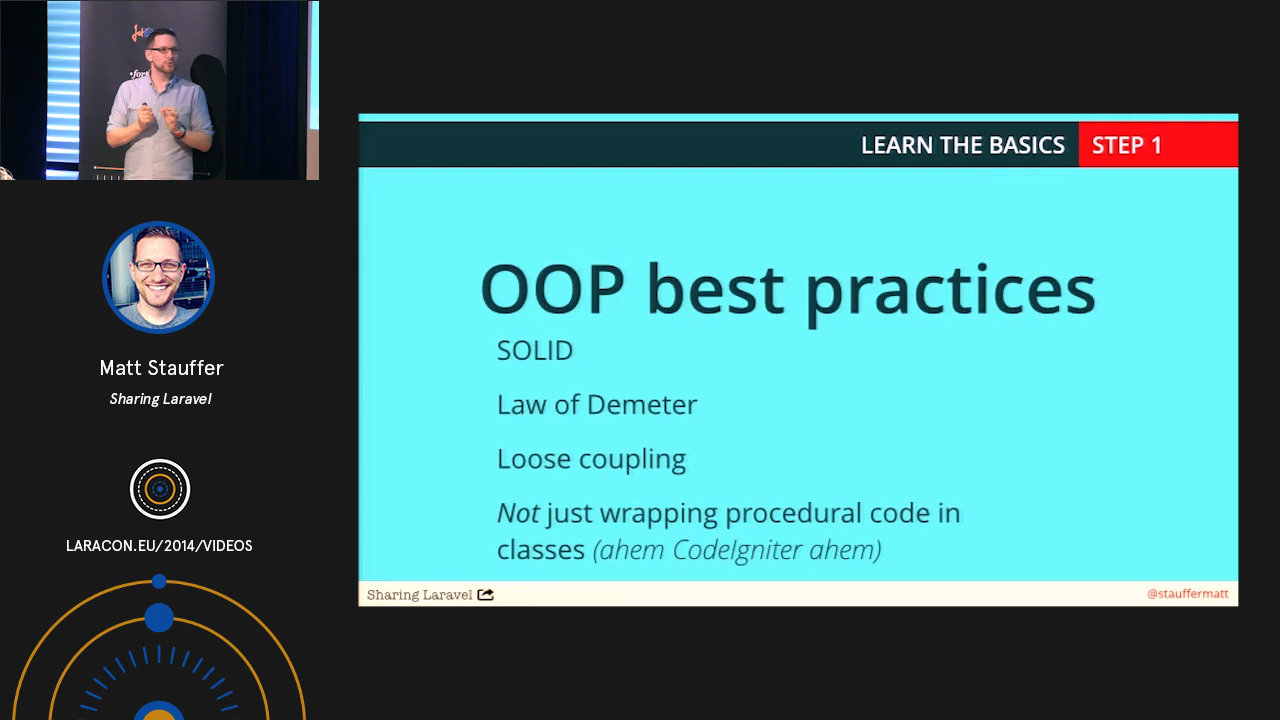 Matt Stauffer
Sharing Laravel
LARACON.EU/2014/VIDEOS
LEARN THE BASICS STEP 1
OOP best practices
SOLID
Law of Demeter
Loose coupling
Not just wrapping procedural code in
classes (ahem CodeIgniter ahem)
Sharing Laravel
@stauffermatt